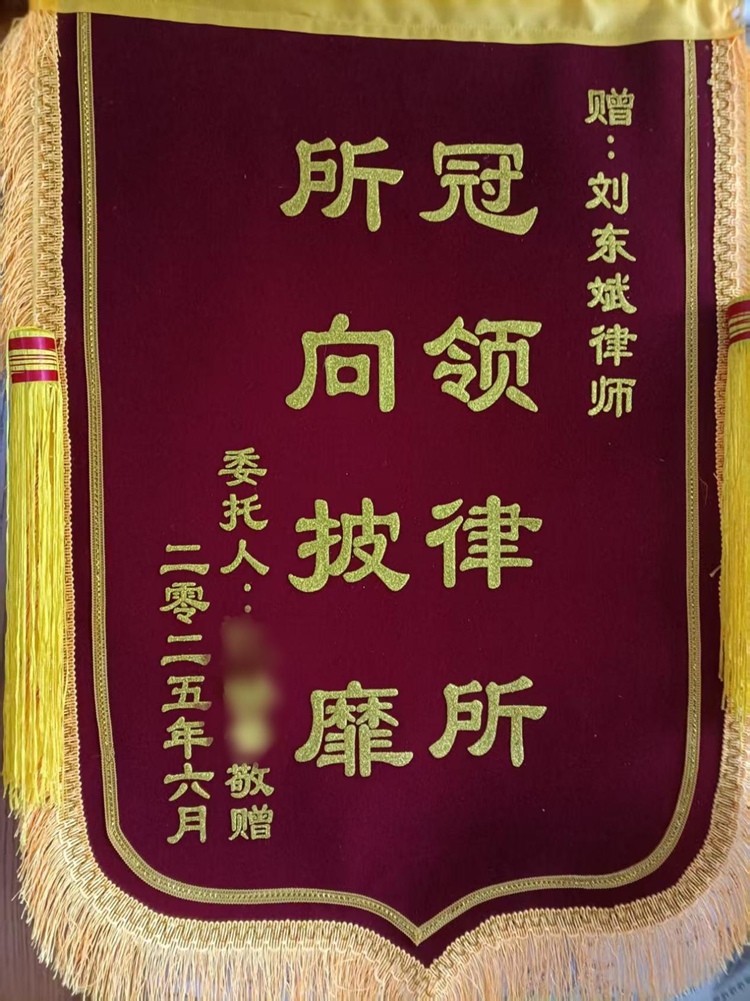 赠：刘东斌律师
冠领律所
所向披靡
委托人：敬赠
二零二五年六月